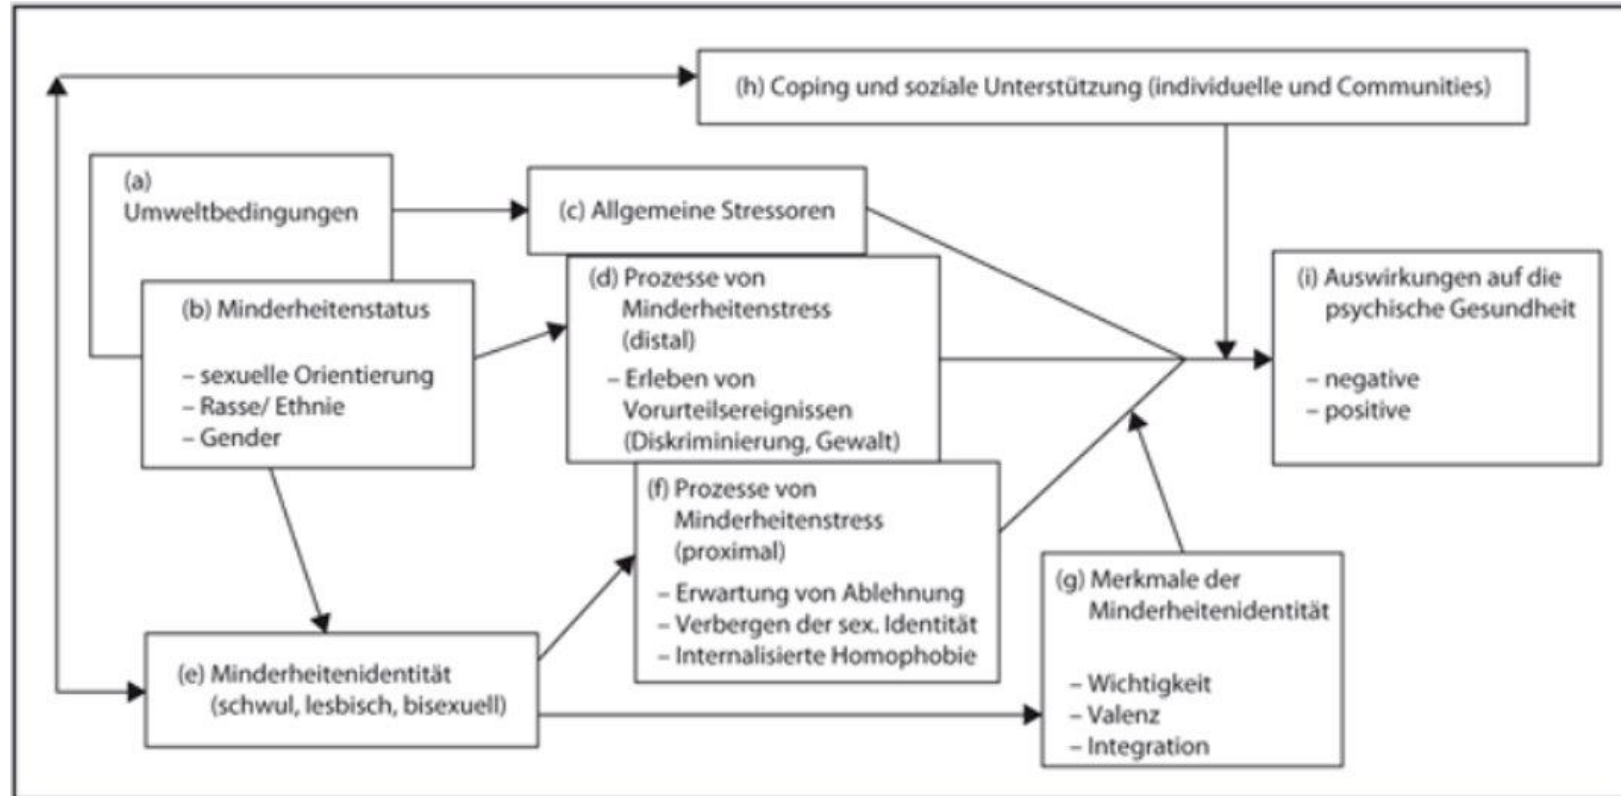 (h) Coping und soziale Unterstützung (individuelle und Communities)
(a)
Umweltbedingungen
(c) Allgemeine Stressoren
(b) Minderheitenstatus
– sexuelle Orientierung
– Rasse/ Ethnie
– Gender
(d) Prozesse von
Minderheitenstress
(distal)
– Erleben von
Vorurteilsereignissen
(Diskriminierung, Gewalt)
(i) Auswirkungen auf die
psychische Gesundheit
– negative
– positive
(f) Prozesse von
Minderheitenstress
(proximal)
– Erwartung von Ablehnung
– Verbergen der sex. Identität
– Internalisierte Homophobie
(e) Minderheitenidentität
(schwul, lesbisch, bisexuell)
(g) Merkmale der
Minderheitenidentität
– Wichtigkeit
– Valenz
– Integration